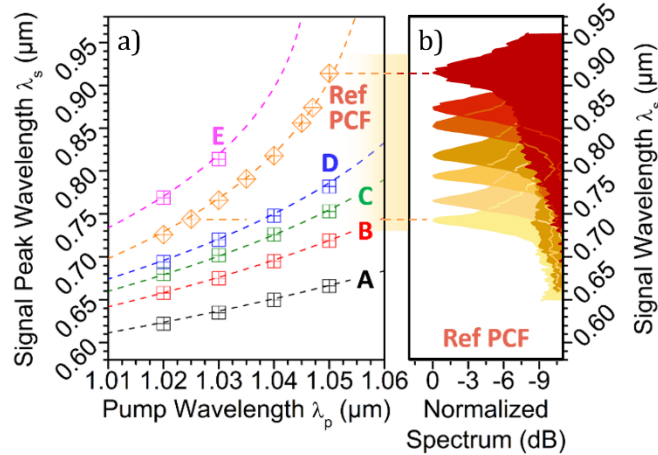 a)
b)
Signal Peak Wavelength λs (μm)
0.95
0.90
0.85
0.80
0.75
0.70
0.65
0.60
E
Ref
PCF
D
C
B
A
1.01 1.02 1.03 1.04 1.05 1.06
Pump Wavelength λp (μm)
Ref PCF
0 -3 -6 -9
Normalized
Spectrum (dB)
0.95
0.90
0.85
0.80
0.75
0.70
0.65
0.60
Signal Wavelength λs (μm)